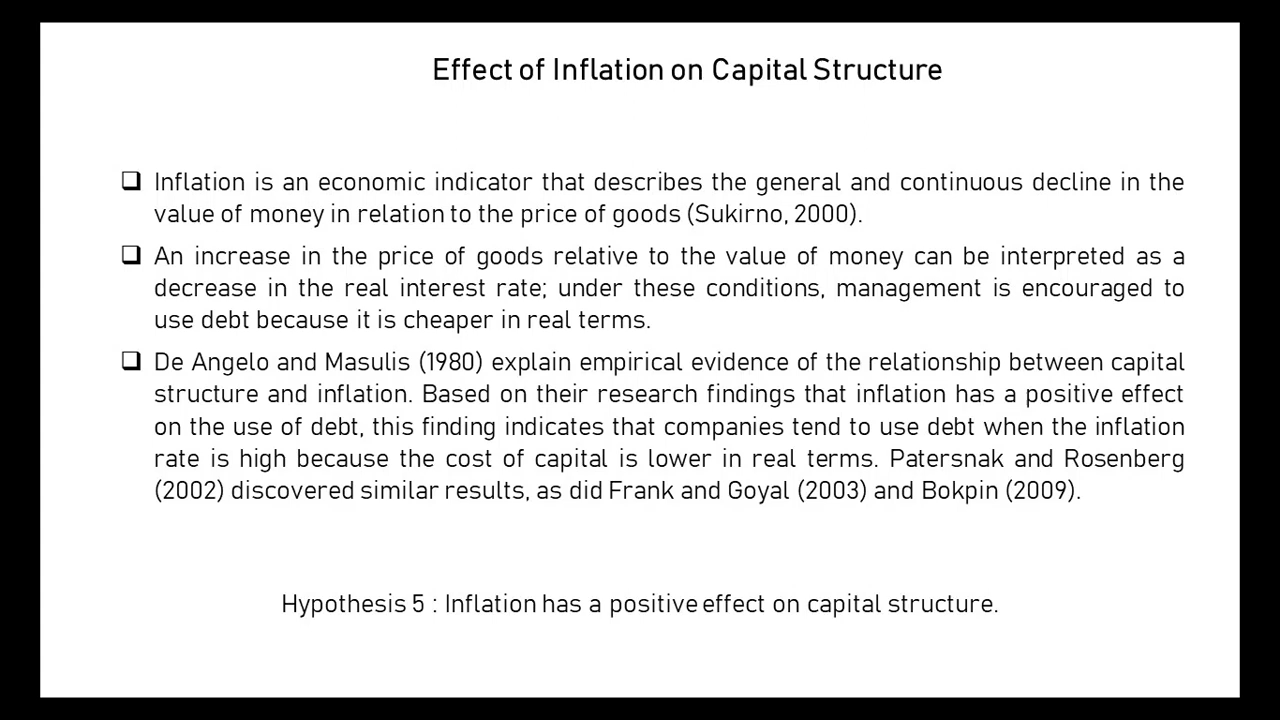 Effect of Inflation on Capital Structure
❑ Inflation is an economic indicator that describes the general and continuous decline in the
value of money in relation to the price of goods (Sukirno, 2000).
❑ An increase in the price of goods relative to the value of money can be interpreted as a
decrease in the real interest rate; under these conditions, management is encouraged to
use debt because it is cheaper in real terms.
❑ De Angelo and Masulis (1980) explain empirical evidence of the relationship between capital
structure and inflation. Based on their research findings that inflation has a positive effect
on the use of debt, this finding indicates that companies tend to use debt when the inflation
rate is high because the cost of capital is lower in real terms. Patersnak and Rosenberg
(2002) discovered similar results, as did Frank and Goyal (2003) and Bokpin (2009).
Hypothesis 5 : Inflation has a positive effect on capital structure.